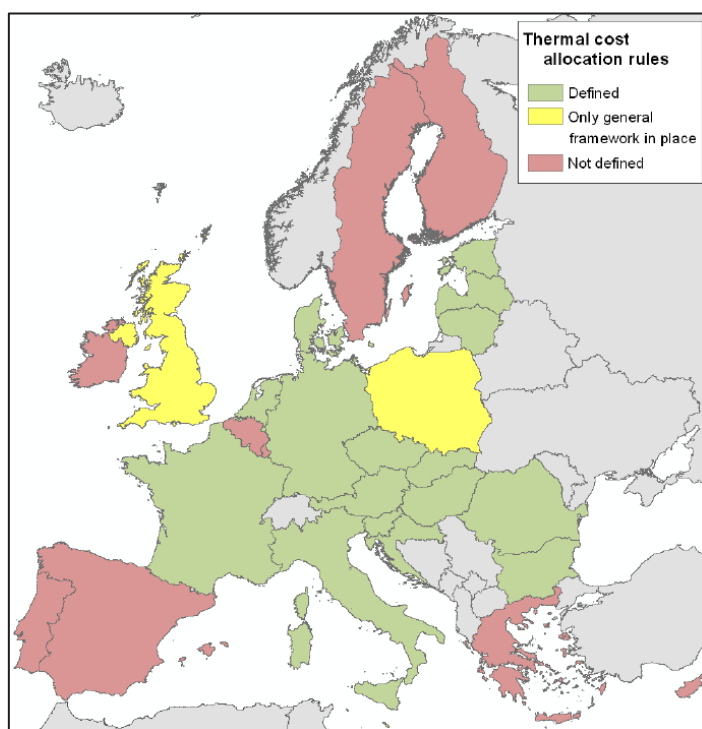 Thermal cost
allocation rules
Defined
Only general
framework in place
Not defined